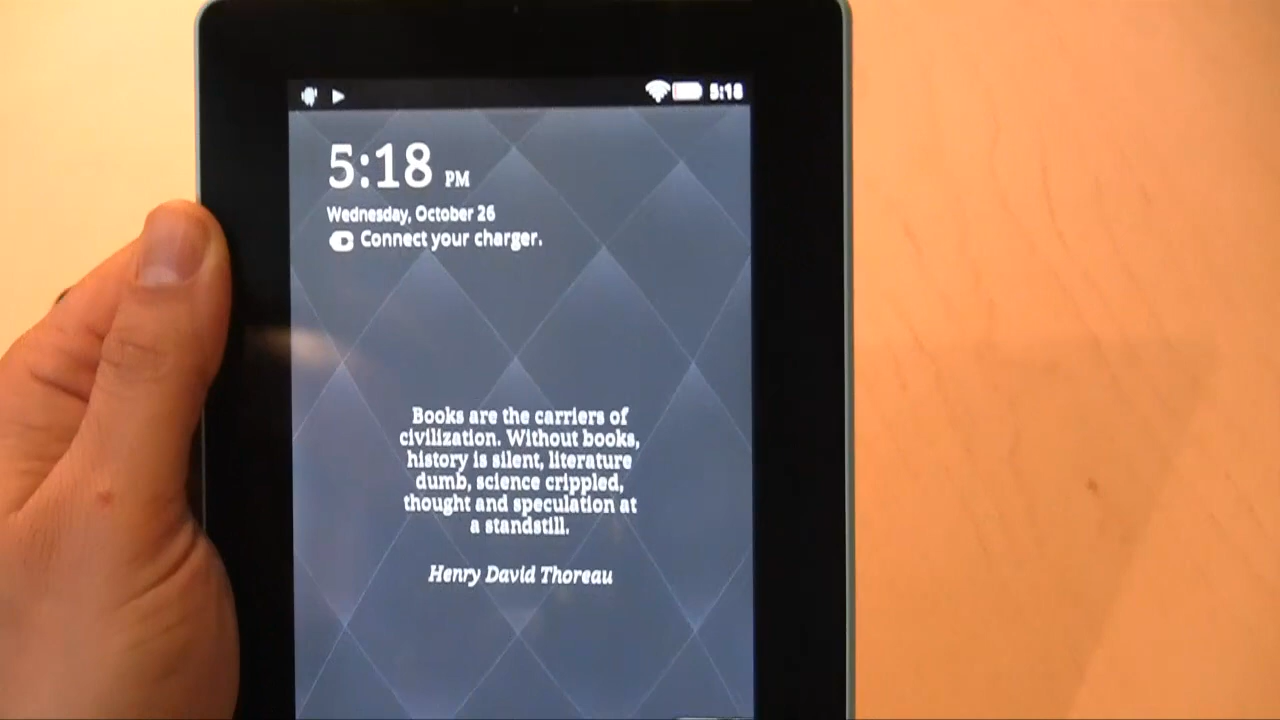 5:18
5:18 PM
Wednesday, October 26
Connect your charger.
Books are the carriers of
civilization. Without books,
history is silent, literature
dumb, science crippled,
thought and speculation at
a standstill.
Henry David Thoreau